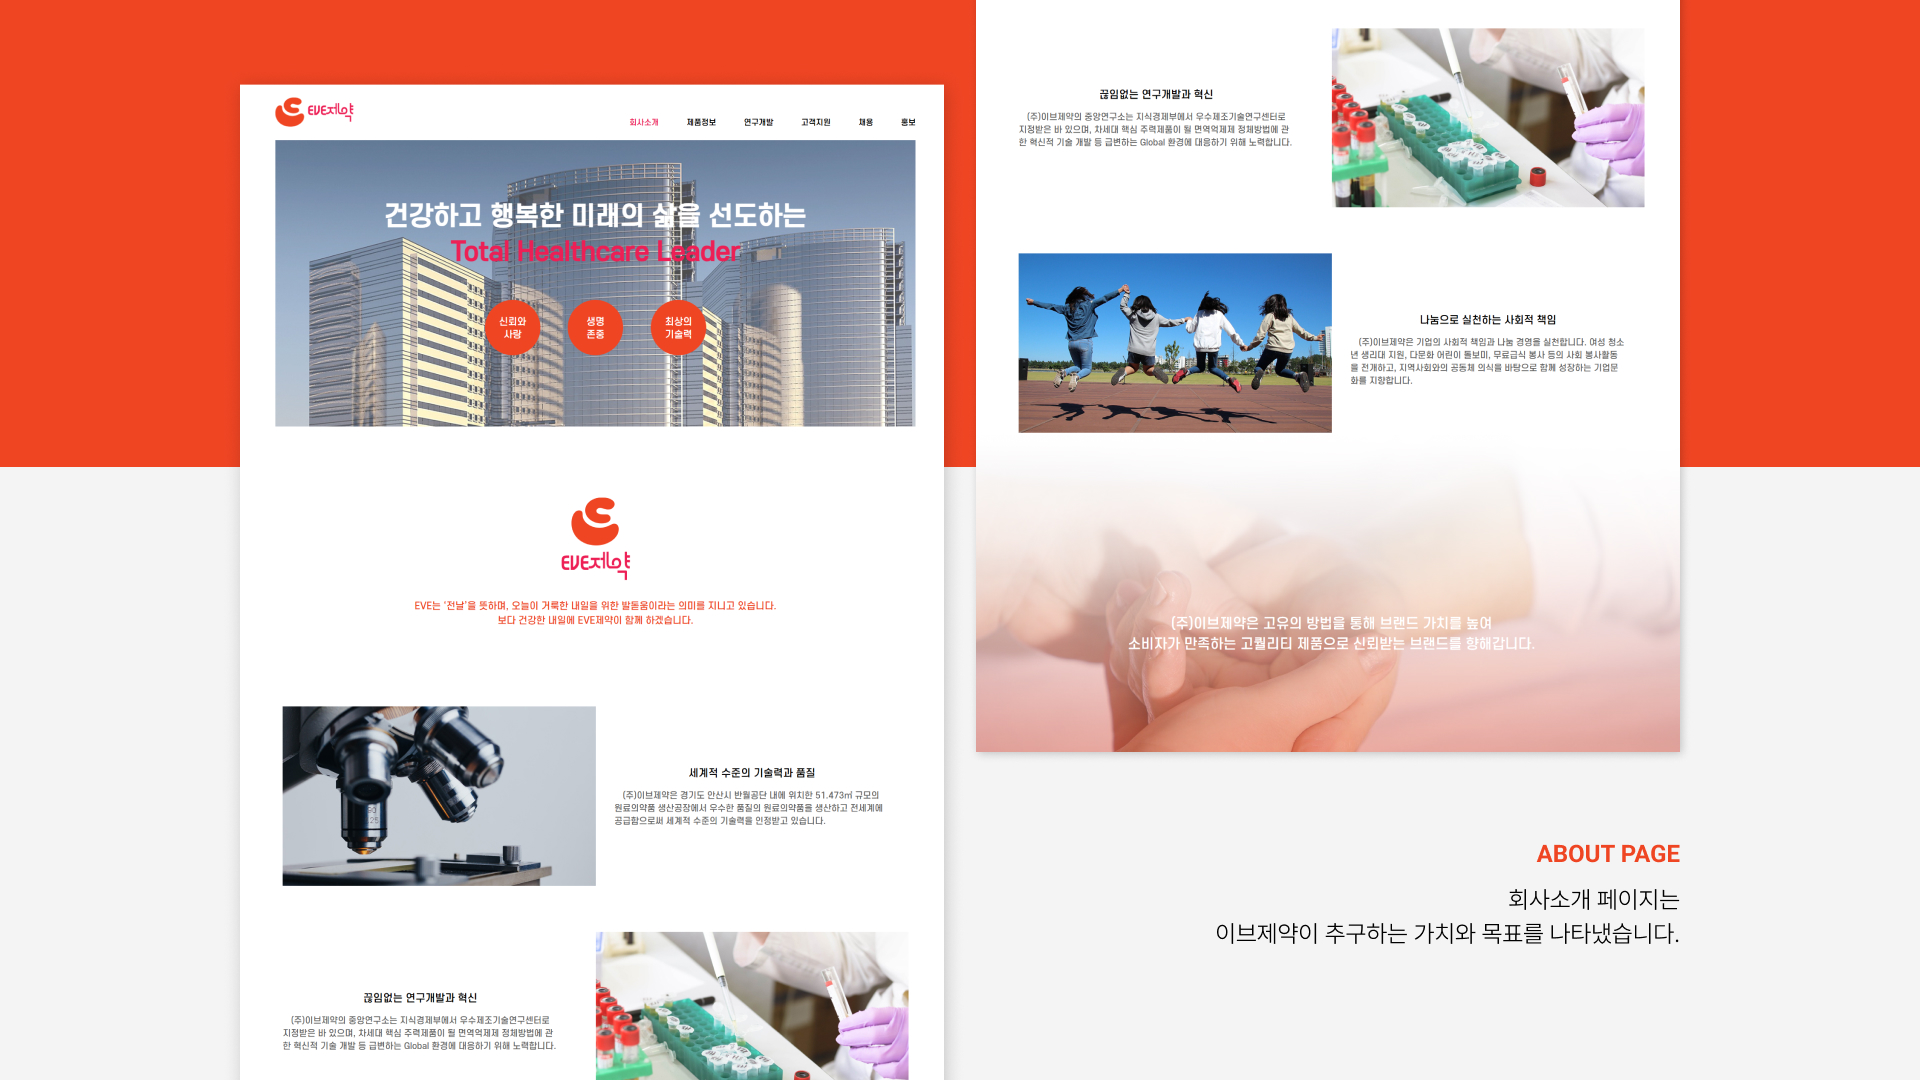 EVE제약
회사소개 제품정보 연구개발 고객지원 채용 홍보
건강하고 행복한 미래의 삶을 선도하는
Total Healthcare Leader
신뢰와
사랑
생명
존중
최상의
기술력
EVE제약
EVE는 '전날'을 뜻하며, 오늘이 거룩한 내일을 위한 발돋움이라는 의미를 지니고 있습니다.
보다 건강한 내일에 EVE제약이 함께 하겠습니다.
세계적 수준의 기술력과 품질
(주)이브제약은 경기도 안산시 반월공단 내에 위치한 51.473㎡ 규모의
원료의약품 생산공장에서 우수한 품질의 원료의약품을 생산하고 전세계에
공급함으로써 세계적 수준의 기술력을 인정받고 있습니다.
끊임없는 연구개발과 혁신
(주)이브제약의 중앙연구소는 지식경제부에서 우수제조기술연구센터로
지정받은 바 있으며, 차세대 핵심 주력제품이 될 면역억제제 정체방법에 관
한 혁신적 기술 개발 등 급변하는 Global 환경에 대응하기 위해 노력합니다.
끊임없는 연구개발과 혁신
(주)이브제약의 중앙연구소는 지식경제부에서 우수제조기술연구센터로
지정받은 바 있으며, 차세대 핵심 주력제품이 될 면역억제제 정체방법에 관
한 혁신적 기술 개발 등 급변하는 Global 환경에 대응하기 위해 노력합니다.
나눔으로 실천하는 사회적 책임
(주)이브제약은 기업의 사회적 책임과 나눔 경영을 실천합니다. 여성 청소
년 생리대 지원, 다문화 어린이 돌보미, 무료급식 봉사 등의 사회 봉사활동
을 전개하고, 지역사회와의 공동체 의식을 바탕으로 함께 성장하는 기업문
화를 지향합니다.
(주)이브제약은 고유의 방법을 통해 브랜드 가치를 높여
소비자가 만족하는 고퀄리티 제품으로 신뢰받는 브랜드를 향해갑니다.
ABOUT PAGE
회사소개 페이지는
이브제약이 추구하는 가치와 목표를 나타냈습니다.